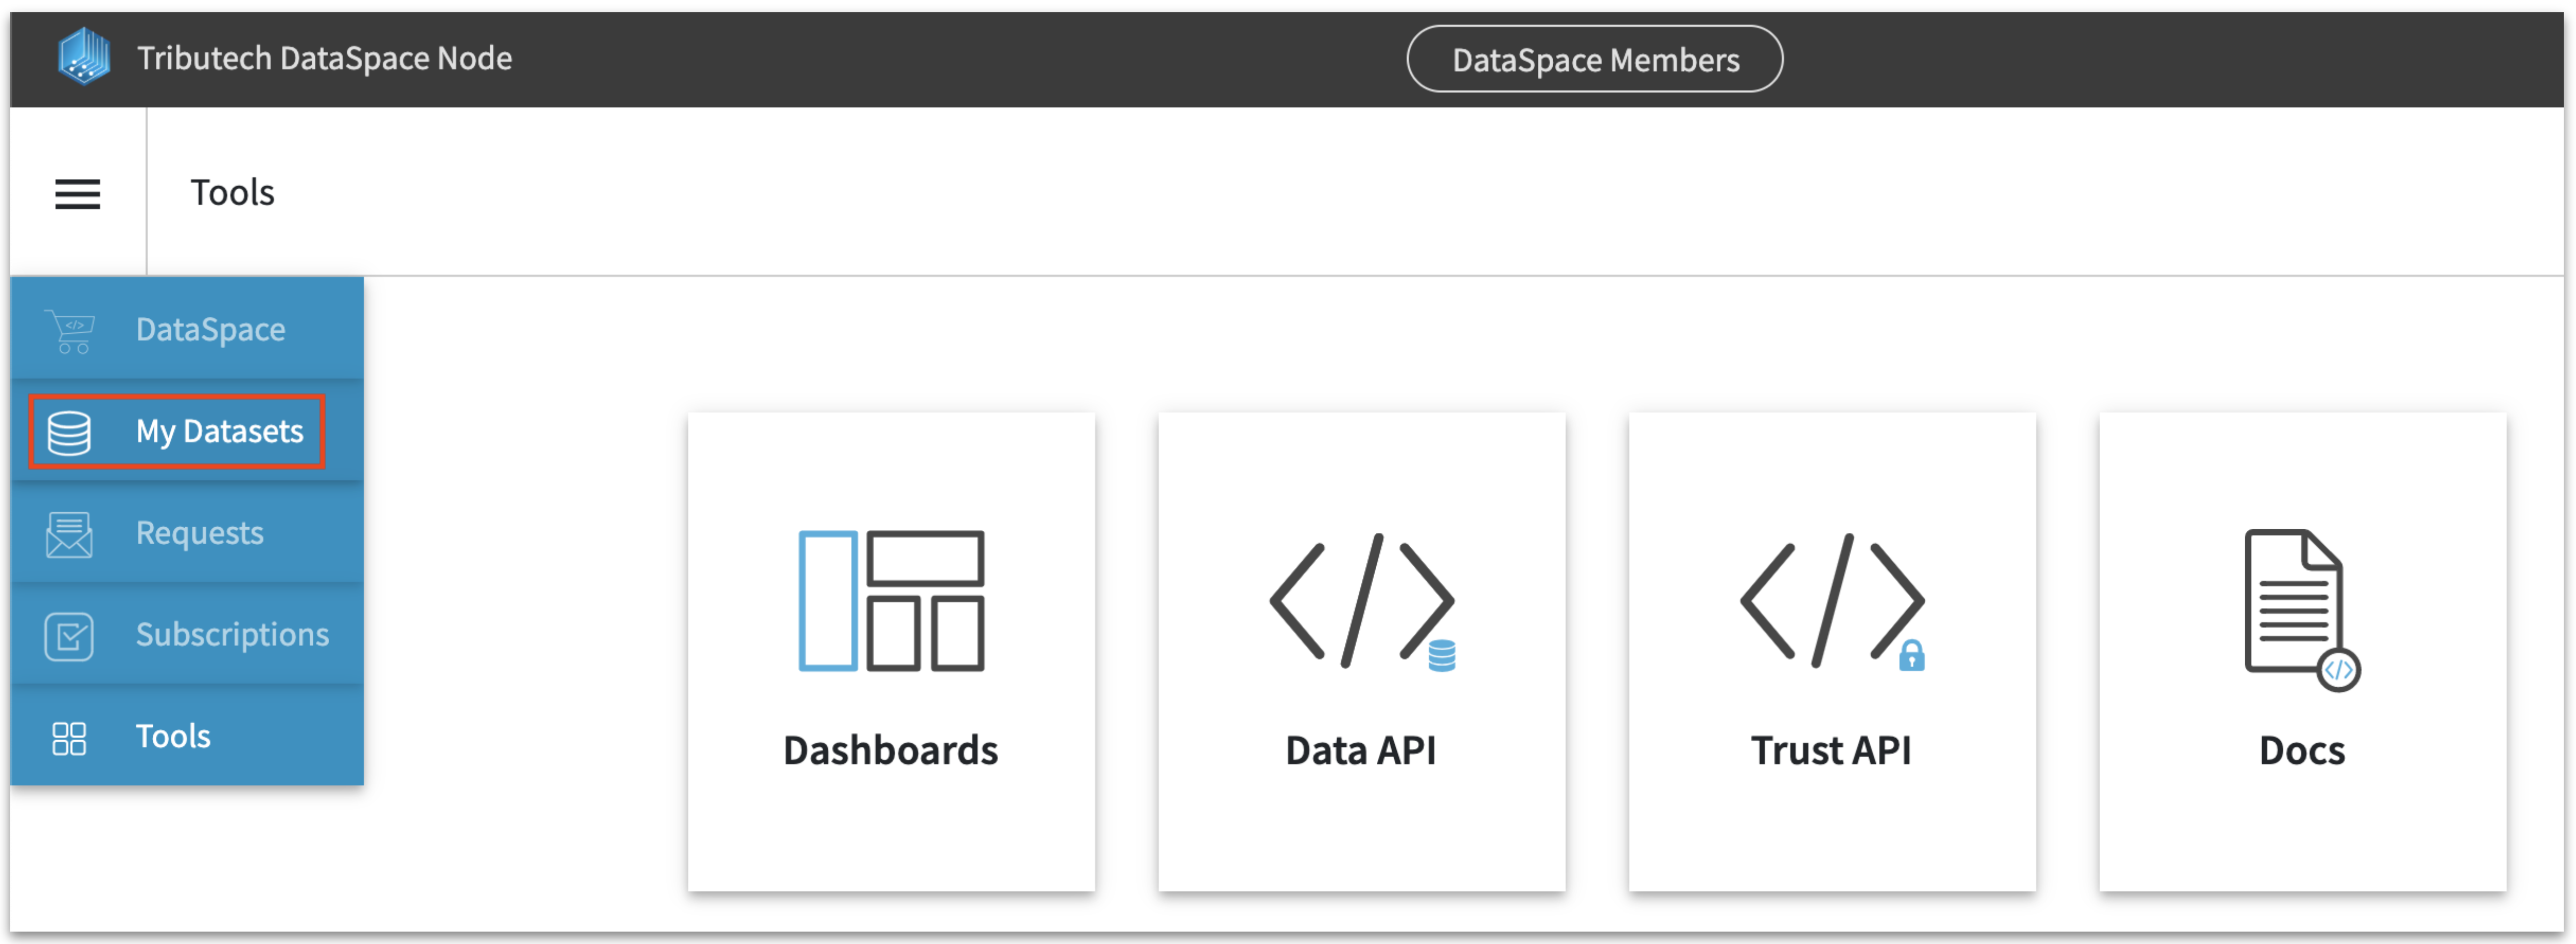 Tributech DataSpace Node
DataSpace Members
Tools
DataSpace
My Datasets
Requests
Subscriptions
Tools
Dashboards
Data API
Trust API
Docs